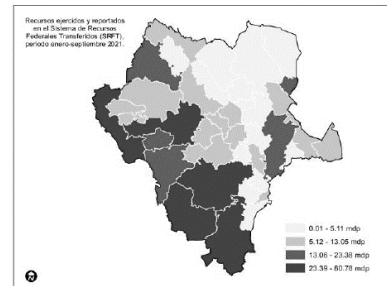 Recursos ejercidos y reportados
en el Sistema de Recursos
Federales Transferidos (SRFT),
periodo enero-septiembre 2021.
0.01 - 5.11 mdp
5.12 - 13.05 mdp
13.06 - 23.38 mdp
23.39 - 80.78 mdp